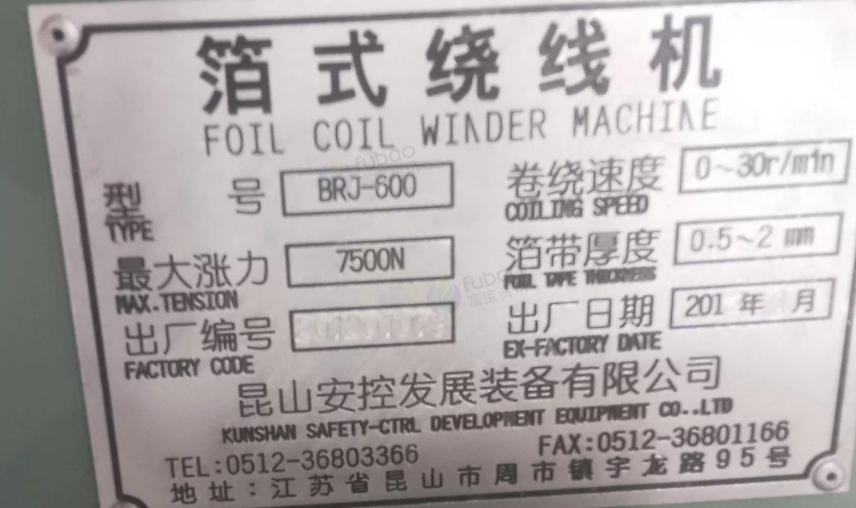 箔式绕线机
FOIL COIL WINDER MACHINE
型号 BRJ-600 卷绕速度 0~30r/min
TYPE COILING SPEED
最大涨力 7500N 箔带厚度 0.5~2 mm
MAX.TENSION FOIL TAPE THICKNESS
出厂编号 出厂日期 201 年 月
FACTORY CODE EX-FACTORY DATE
昆山安控发展装备有限公司
KUNSHAN SAFETY-CTRL DEVELOPMENT EQUIPMENT CO.,LTD
TEL:0512-36803366 FAX:0512-36801166
地址:江苏省昆山市周市镇宇龙路95号
fubao